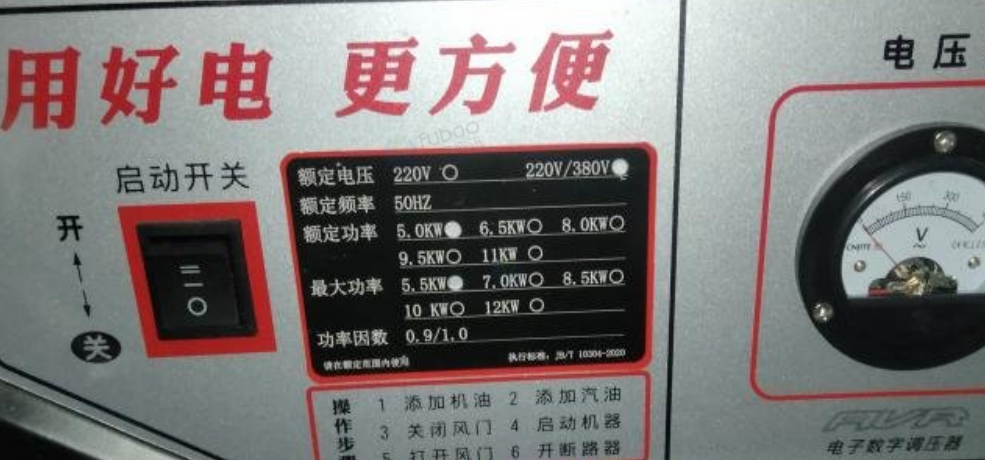 用好电 更方便
电压
启动开关
开
关
额定电压 220V ○ 220V/380V●
额定频率 50HZ
额定功率 5.0KW● 6.5KW○ 8.0KW○
9.5KW○ 11KW ○
最大功率 5.5KW● 7.0KW○ 8.5KW○
10 KW○ 12KW ○
功率因数 0.9/1.0
请在额定范围内使用 执行标准：JB/T 10304-2020
操作步
1 添加机油 2 添加汽油
3 关闭风门 4 启动机器
5 打开风门 6 开断路器
150 300
V
AVR
电子数字调压器